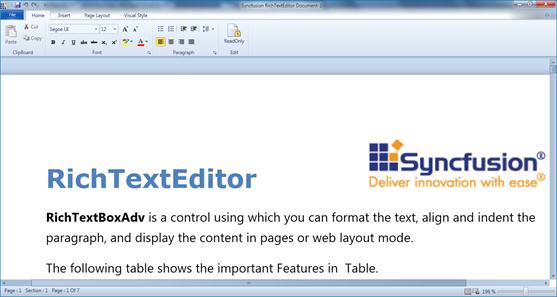 Syncfusion RichTextEditor Document 1
File Home Insert Page Layout Visual Style
Paste Cut Copy
Segoe UI 12
B I U abc
ReadOnly
Clipboard Font Paragraph Edit
Syncfusion®
Deliver innovation with ease®
RichTextEditor
RichTextBoxAdv is a control using which you can format the text, align and indent the
paragraph, and display the content in pages or web layout mode.
The following table shows the important Features in Table.
Page : 1 Section : 1 Page : 1 Of 7 196 %